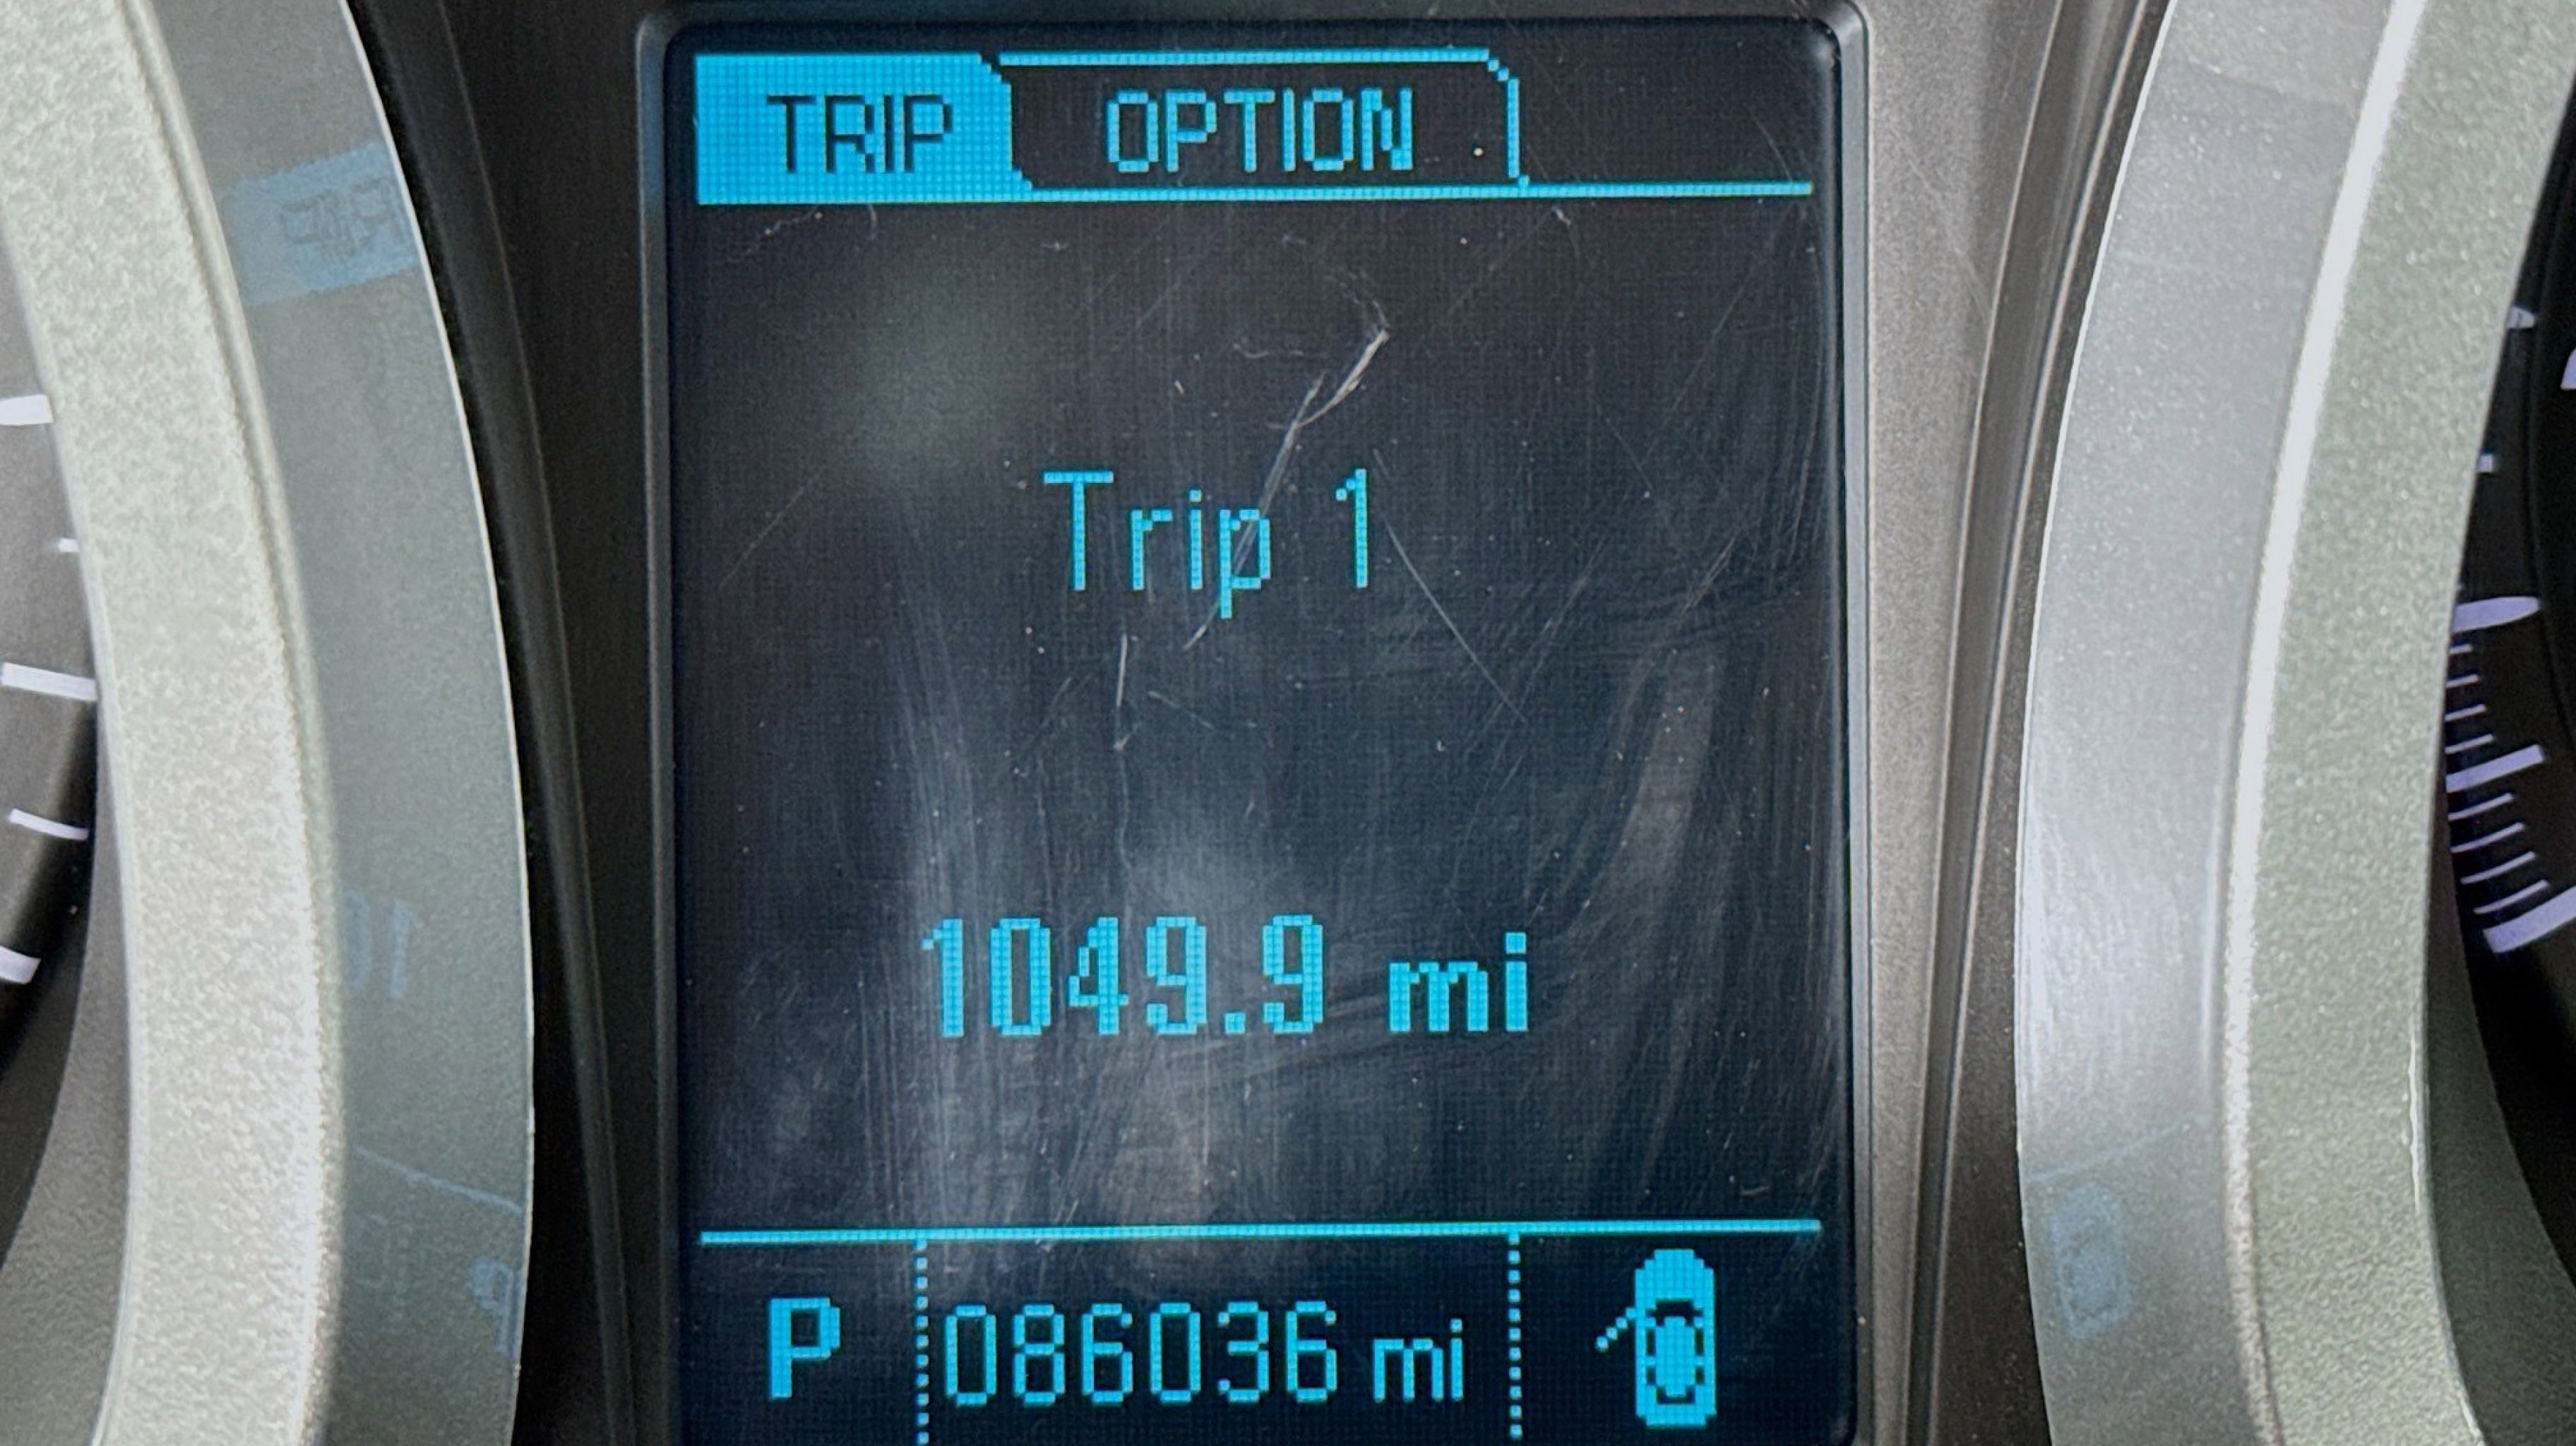 TRIP OPTION
Trip 1
1049.9 mi
P 086036 mi